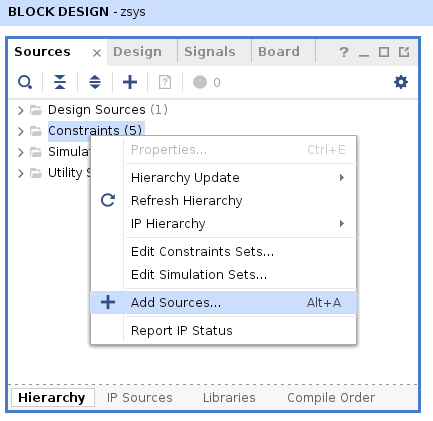 BLOCK DESIGN - zsys
Sources × Design Signals Board ?
0
Design Sources (1)
Constraints (5)
Simulat
Utility S
Properties... Ctrl+E
Hierarchy Update
Refresh Hierarchy
IP Hierarchy
Edit Constraints Sets...
Edit Simulation Sets...
Add Sources... Alt+A
Report IP Status
Hierarchy IP Sources Libraries Compile Order